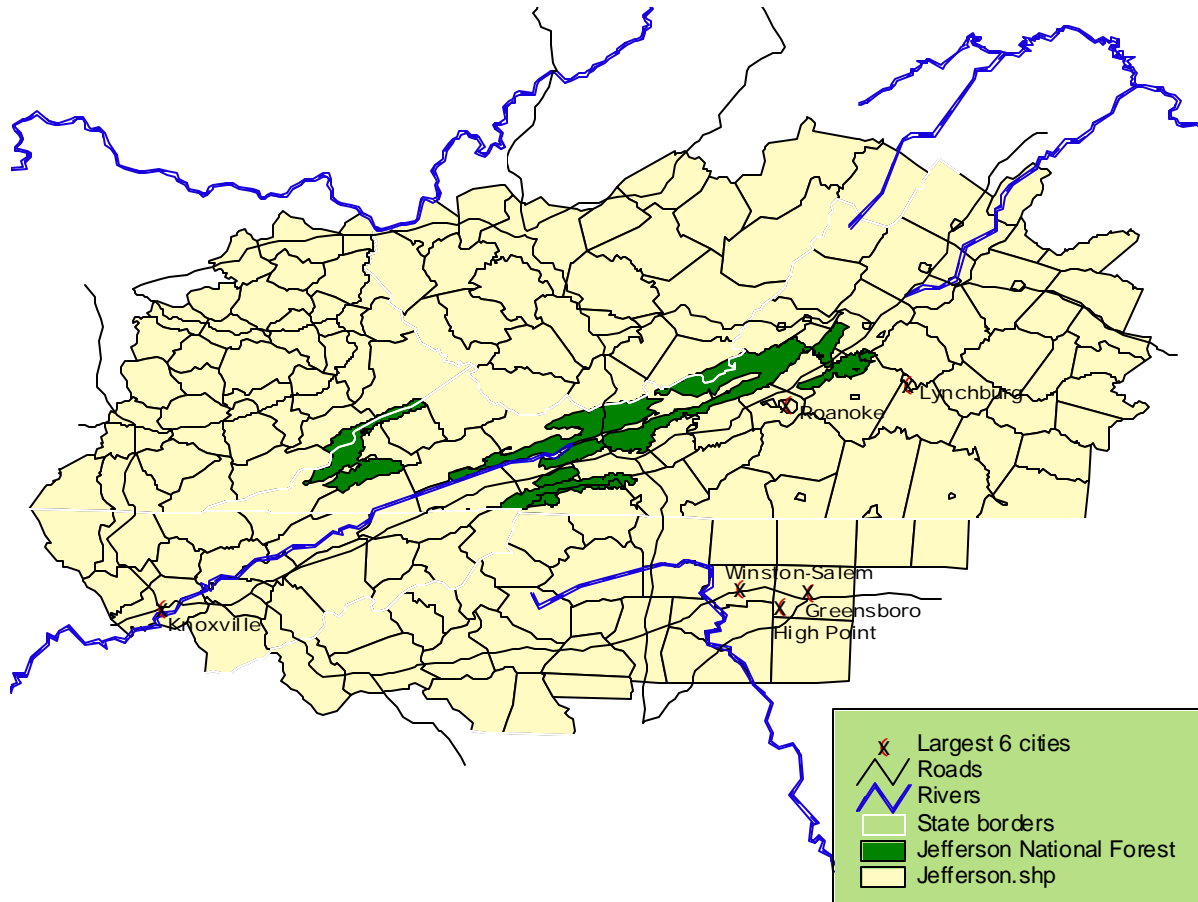 Lynchburg
Roanoke
Winston-Salem
Greensboro
High Point
Knoxville
Largest 6 cities
Roads
Rivers
State borders
Jefferson National Forest
Jefferson.shp